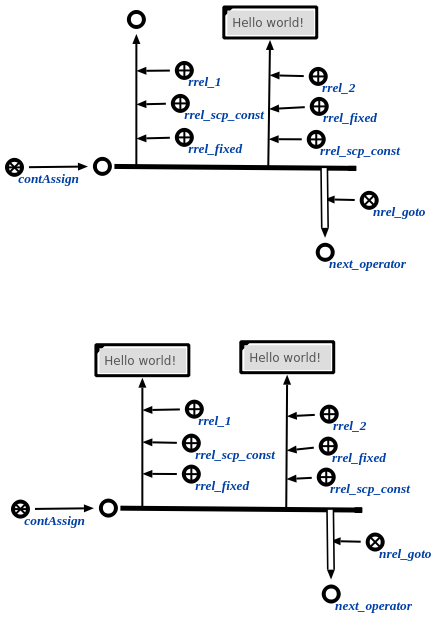 Hello world!
rrel_1
rrel_2
rrel_scp_const
rrel_fixed
rrel_fixed
rrel_scp_const
contAssign
nrel_goto
next_operator
Hello world!
Hello world!
rrel_1
rrel_2
rrel_scp_const
rrel_fixed
rrel_fixed
rrel_scp_const
contAssign
nrel_goto
next_operator